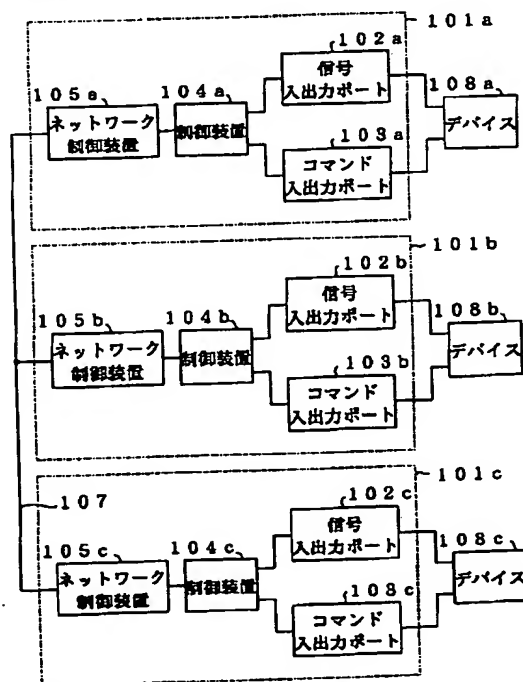 101a
102a
信号
入出力ポート
108a
デバイス
105a
ネットワーク
制御装置
104a
制御装置
103a
コマンド
入出力ポート
101b
102b
信号
入出力ポート
108b
デバイス
105b
ネットワーク
制御装置
104b
制御装置
103b
コマンド
入出力ポート
101c
107
102c
信号
入出力ポート
108c
デバイス
105c
ネットワーク
制御装置
104c
制御装置
103c
コマンド
入出力ポート